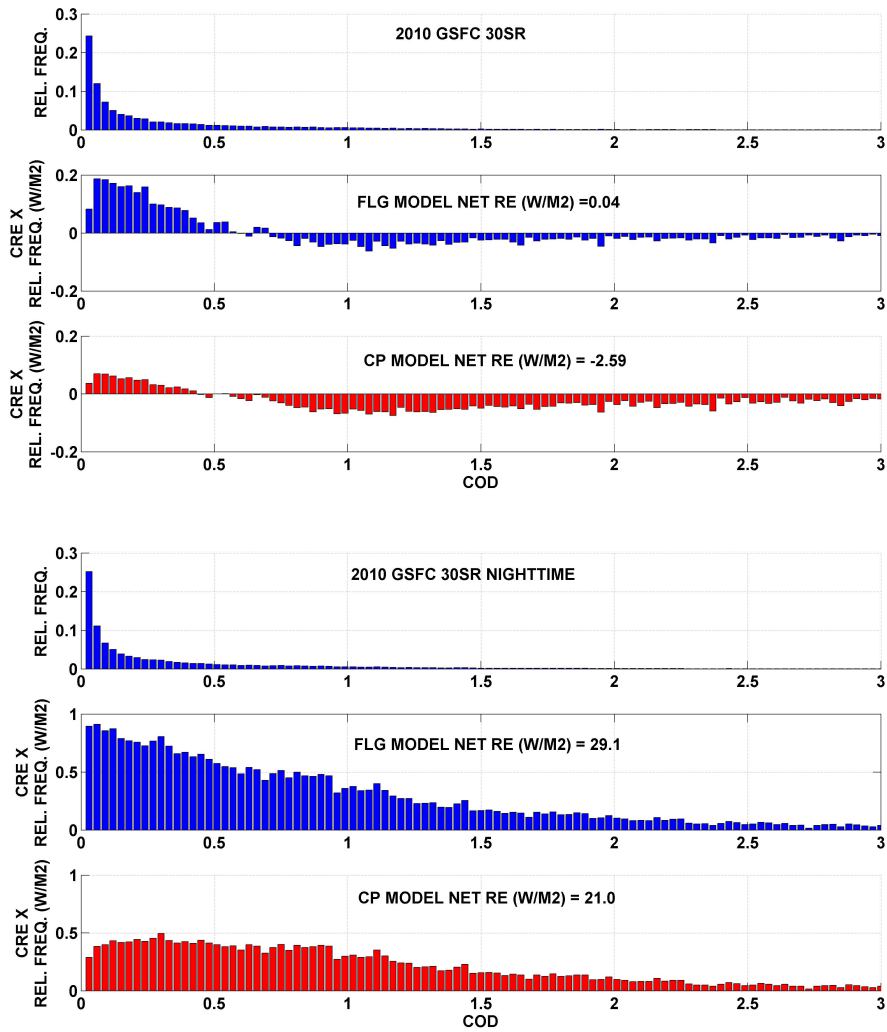 2010 GSFC 30SR
REL. FREQ.
0.3
0.2
0.1
0
0 0.5 1 1.5 2 2.5 3
FLG MODEL NET RE (W/M2) =0.04
CRE X
REL. FREQ. (W/M2)
0.2
0
-0.2
0 0.5 1 1.5 2 2.5 3
CP MODEL NET RE (W/M2) = -2.59
CRE X
REL. FREQ. (W/M2)
0.2
0
-0.2
0 0.5 1 1.5 2 2.5 3
COD
2010 GSFC 30SR NIGHTTIME
REL. FREQ.
0.3
0.2
0.1
0
0 0.5 1 1.5 2 2.5 3
FLG MODEL NET RE (W/M2) = 29.1
CRE X
REL. FREQ. (W/M2)
1
0.5
0
0 0.5 1 1.5 2 2.5 3
CP MODEL NET RE (W/M2) = 21.0
CRE X
REL. FREQ. (W/M2)
1
0.5
0
0 0.5 1 1.5 2 2.5 3
COD